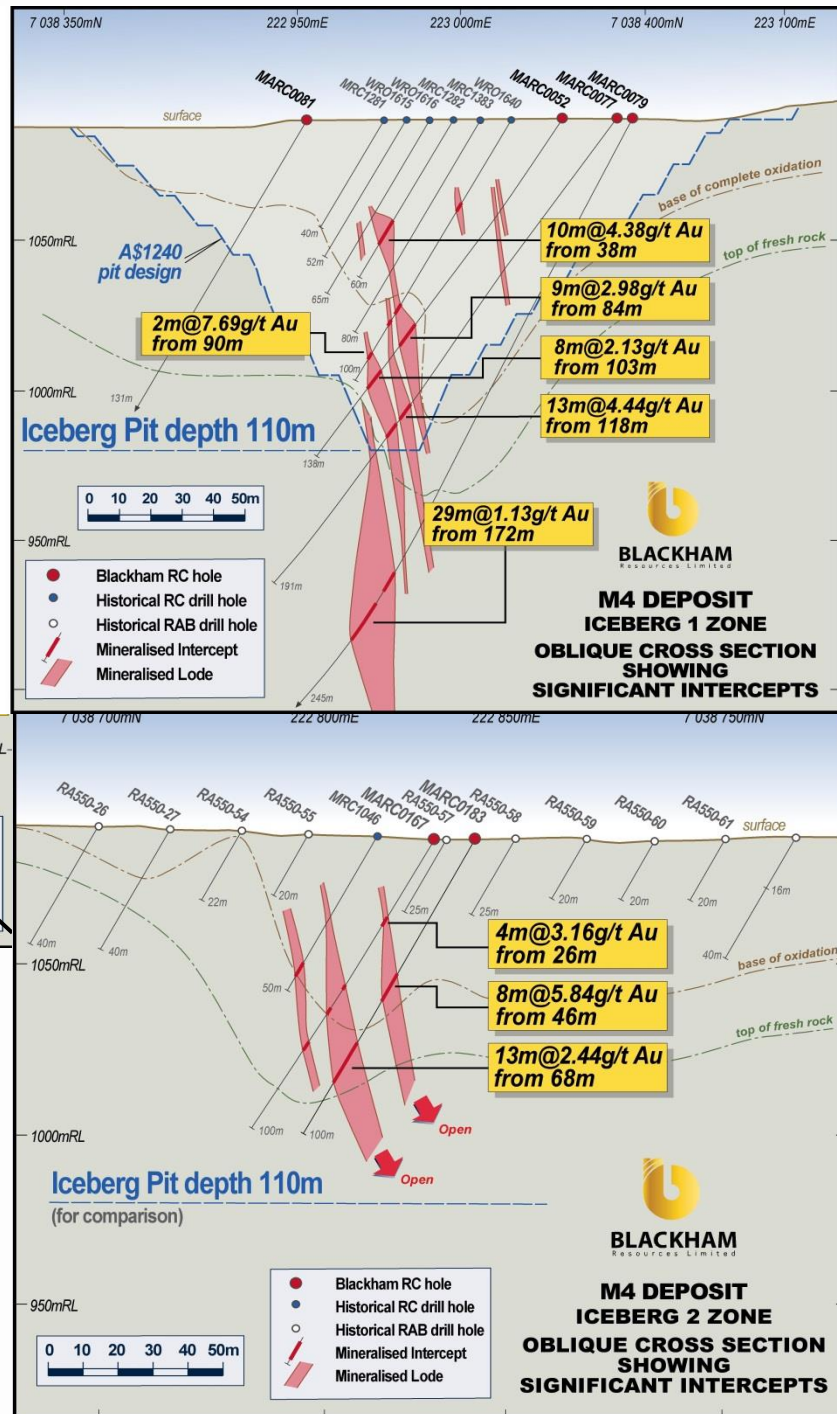 7 038 350mN
222 950mE
223 000mE
7 038 400mN
223 100mE
MARC0081
MRC1281
WRO1615
WRO1616
MRC1282
MRC1383
WRO1640
MARC0052
MARC0077
MARC0079
surface
base of complete oxidation
1050mRL
A$1240
pit design
40m
52m
65m
60m
10m@4.38g/t Au
from 38m
top of fresh rock
9m@2.98g/t Au
from 84m
2m@7.69g/t Au
from 90m
80m
100m
8m@2.13g/t Au
from 103m
1000mRL
131m
13m@4.44g/t Au
from 118m
Iceberg Pit depth 110m
138m
0 10 20 30 40 50m
29m@1.13g/t Au
from 172m
950mRL
191m
245m
Blackham RC hole
Historical RC drill hole
Historical RAB drill hole
Mineralised Intercept
Mineralised Lode
BLACKHAM
Resources Limited
M4 DEPOSIT
ICEBERG 1 ZONE
OBLIQUE CROSS SECTION
SHOWING
SIGNIFICANT INTERCEPTS
7 038 700mN
222 800mE
222 850mE
7 038 750mN
RA550-26
RA550-27
RA550-54
RA550-55
MRC1046
MARC0167
RA550-57
MARC0183
RA550-58
RA550-59
RA550-60
RA550-61
surface
22m
20m
25m
25m
20m
20m
20m
16m
40m
40m
40m
50m
4m@3.16g/t Au
from 26m
1050mRL
base of oxidation
8m@5.84g/t Au
from 46m
top of fresh rock
13m@2.44g/t Au
from 68m
100m
100m
Open
Open
1000mRL
Iceberg Pit depth 110m
(for comparison)
950mRL
0 10 20 30 40 50m
Blackham RC hole
Historical RC drill hole
Historical RAB drill hole
Mineralised Intercept
Mineralised Lode
BLACKHAM
Resources Limited
M4 DEPOSIT
ICEBERG 2 ZONE
OBLIQUE CROSS SECTION
SHOWING
SIGNIFICANT INTERCEPTS